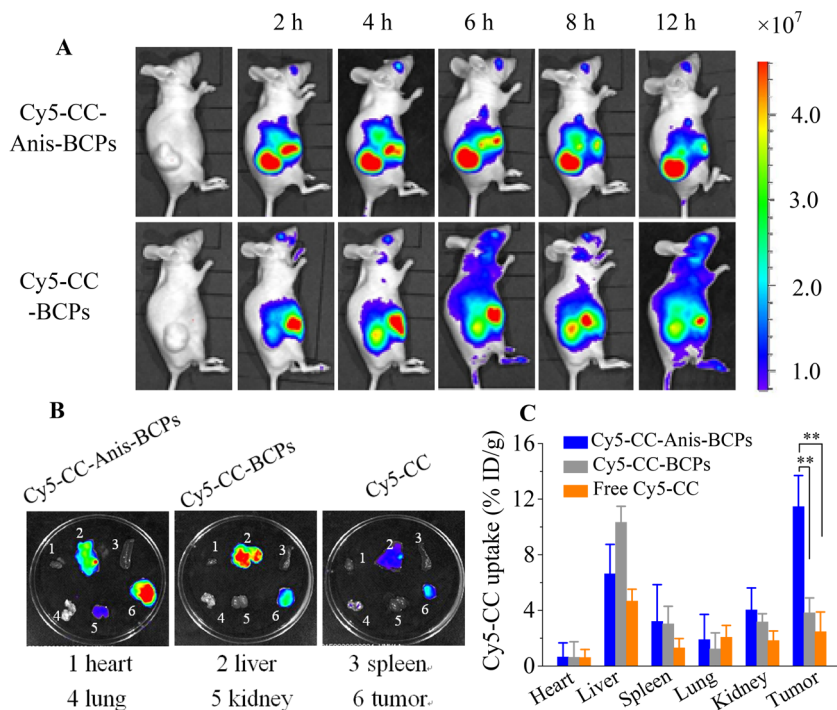 2 h 4 h 6 h 8 h 12 h ×10⁷
A
Cy5-CC-
Anis-BCPs
4.0
3.0
Cy5-CC
-BCPs
2.0
1.0
B
Cy5-CC-Anis-BCPs
Cy5-CC-BCPs
Cy5-CC
1 2 3 4 5 6
1 2 3 4 5 6
1 2 3 4 5 6
1 heart 2 liver 3 spleen
4 lung 5 kidney 6 tumor
C
Cy5-CC uptake (% ID/g)
16
12
8
4
0
Cy5-CC-Anis-BCPs
Cy5-CC-BCPs
Free Cy5-CC
**
**
Heart Liver Spleen Lung Kidney Tumor